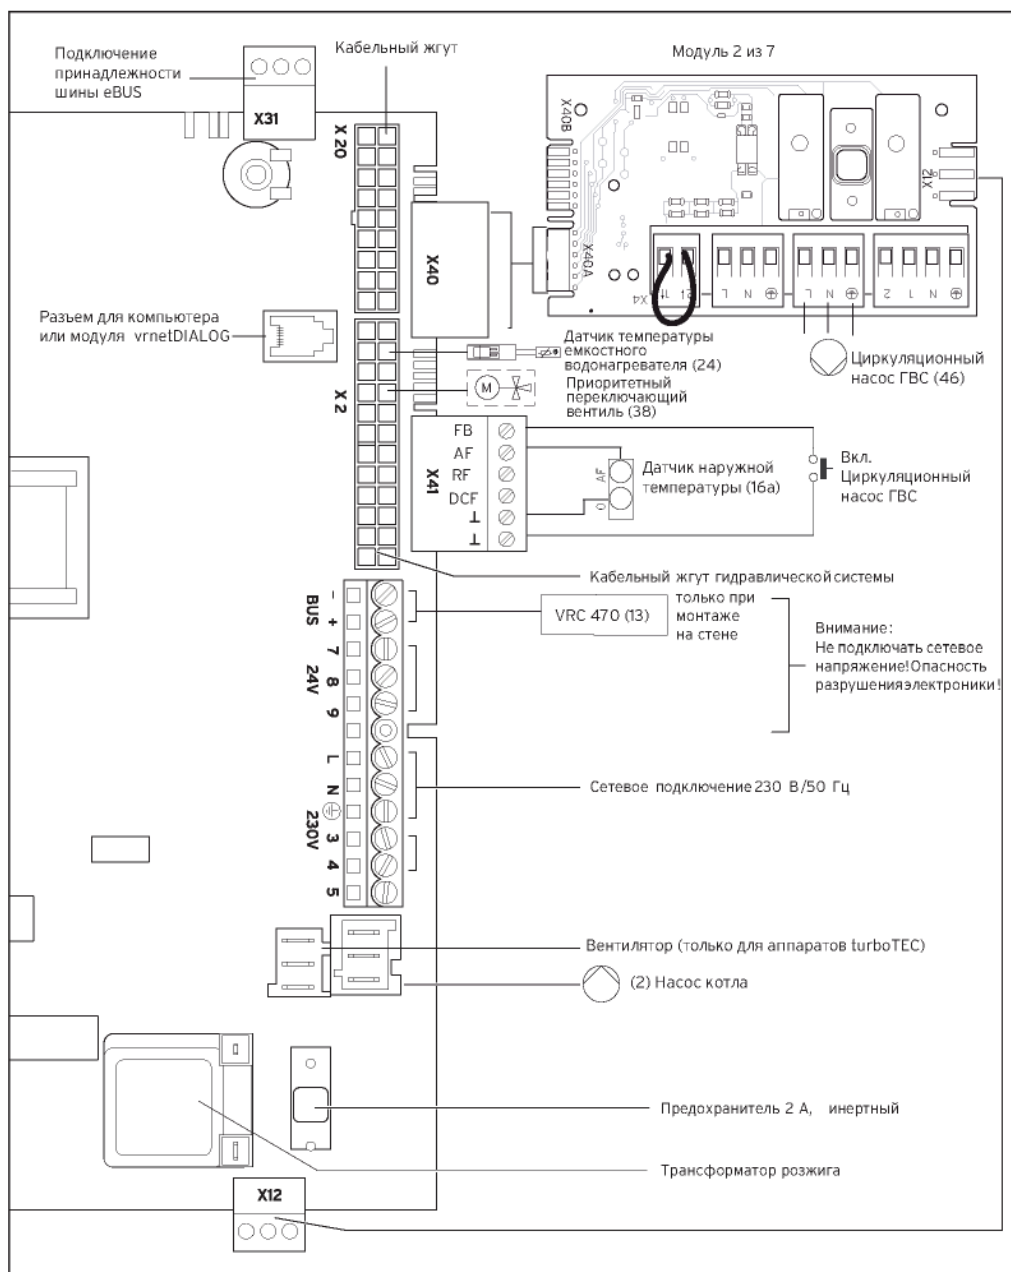 Подключение
принадлежности
шины eBUS
Кабельный жгут
Модуль 2 из 7
X31
X 20
X40B
X12
X40
X40A
X4
1
2
L
N
L
N
2
1
N
Разъем для компьютера
или модуля vrnetDIALOG
Датчик температуры
емкостного
водонагревателя (24)
Приоритетный
переключающий
вентиль (38)
M
Циркуляционный
насос ГВС (46)
X 2
X41
FB
AF
RF
DCF
⊥
⊥
AF
0
Датчик наружной
температуры (16a)
Вкл.
Циркуляционный
насос ГВС
Кабельный жгут гидравлической системы
VRC 470 (13)
только при
монтаже
на стене
Внимание:
Не подключать сетевое
напряжение! Опасность
разрушения электроники!
BUS
-
+
24V
7
8
9
230V
L
N
3
4
5
Сетевое подключение 230 В/50 Гц
Вентилятор (только для аппаратов turboTEC)
(2) Насос котла
Предохранитель 2 А, инертный
Трансформатор розжига
X12